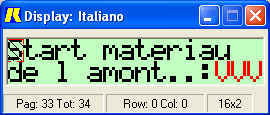 Display: Italiano
Start materiau
de l amont..:VVV
Pag: 33 Tot: 34 Row: 0 Col: 0 16x2